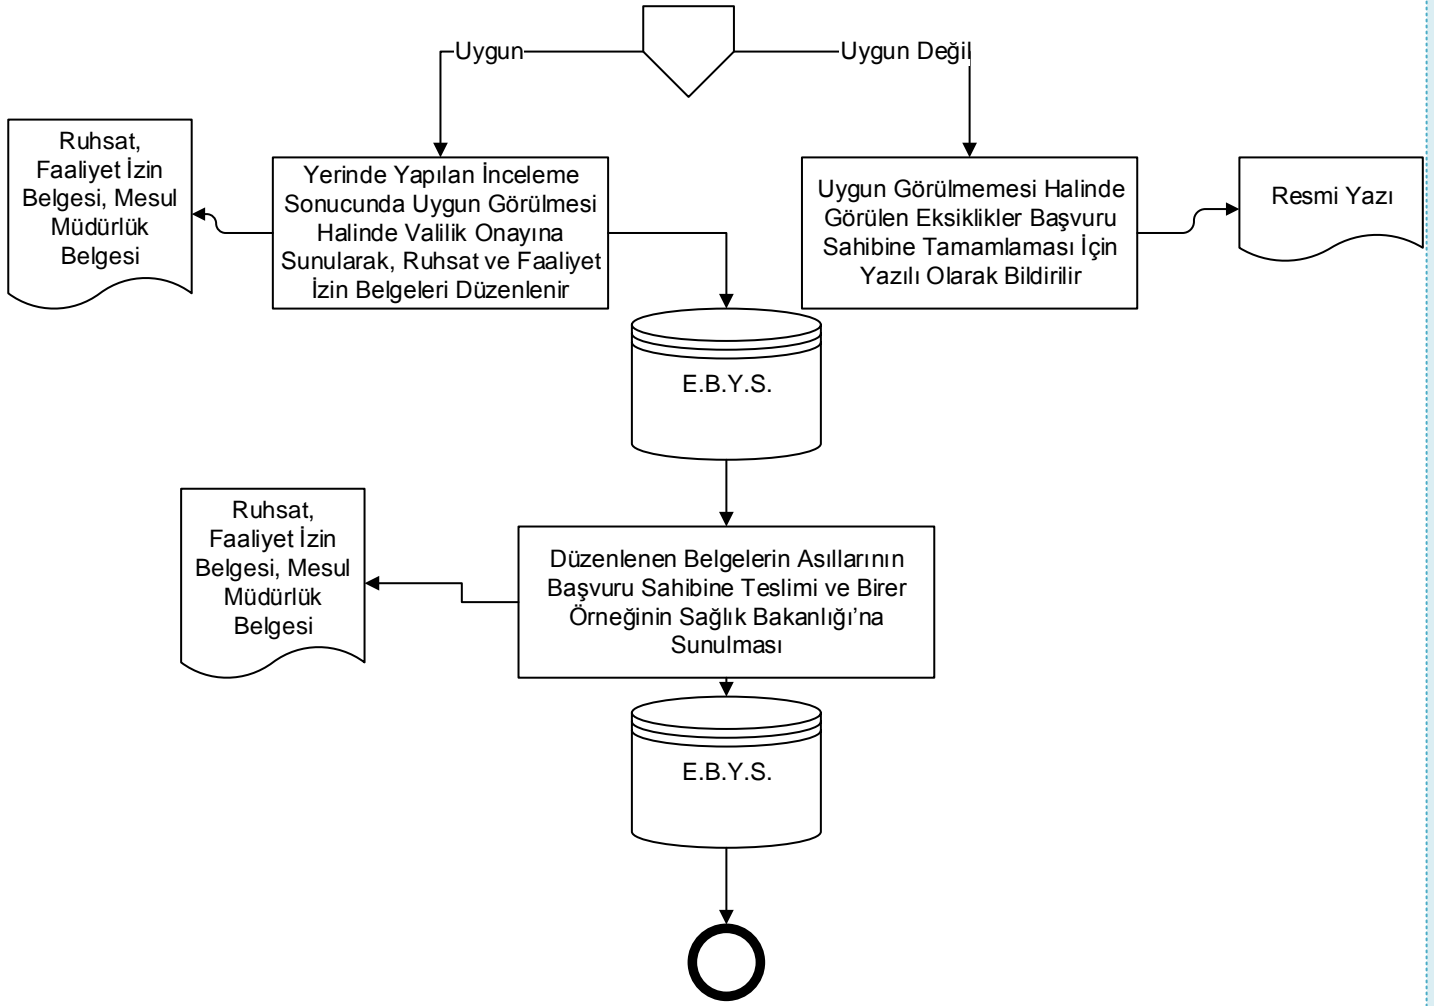 Uygun
Uygun Değil
Ruhsat,
Faaliyet İzin
Belgesi, Mesul
Müdürlük
Belgesi
Yerinde Yapılan İnceleme
Sonucunda Uygun Görülmesi
Halinde Valilik Onayına
Sunularak, Ruhsat ve Faaliyet
İzin Belgeleri Düzenlenir
Uygun Görülmemesi Halinde
Görülen Eksiklikler Başvuru
Sahibine Tamamlaması İçin
Yazılı Olarak Bildirilir
Resmi Yazı
E.B.Y.S.
Ruhsat,
Faaliyet İzin
Belgesi, Mesul
Müdürlük
Belgesi
Düzenlenen Belgelerin Asıllarının
Başvuru Sahibine Teslimi ve Birer
Örneğinin Sağlık Bakanlığı’na
Sunulması
E.B.Y.S.